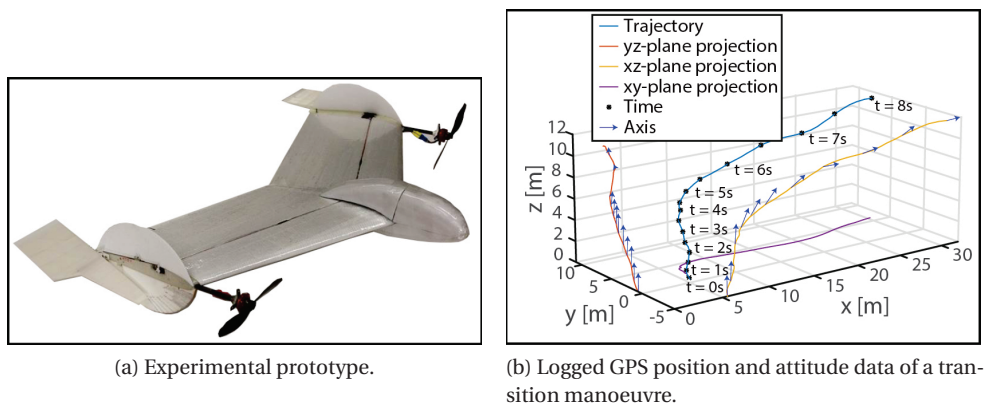 Trajectory
yz-plane projection
xz-plane projection
xy-plane projection
Time
Axis
t = 8s
t = 7s
t = 6s
t = 5s
t = 4s
t = 3s
t = 2s
t = 1s
t = 0s
12
10
8
6
4
2
0
z [m]
10
5
0
-5
y [m]
0
5
10
15
20
25
30
x [m]
(a) Experimental prototype.
(b) Logged GPS position and attitude data of a tran-
sition manoeuvre.